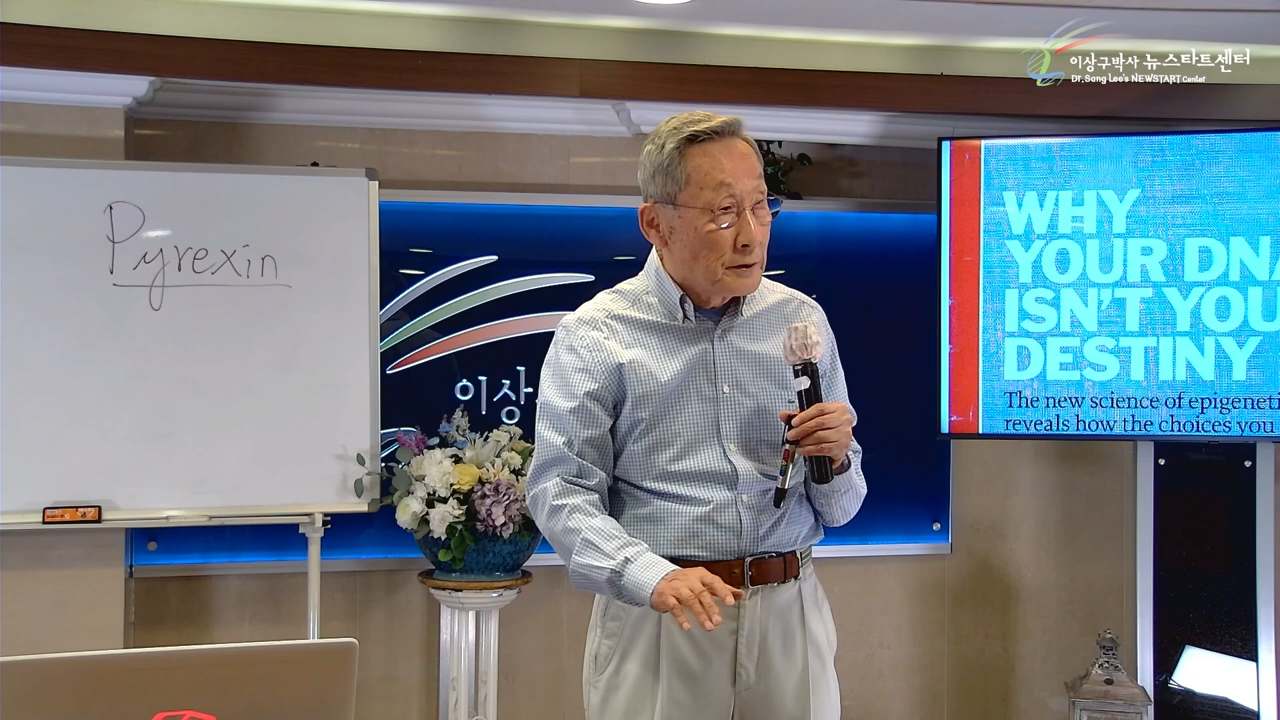 이상구박사 뉴스타트센터
Dr. Sang Lee's NEWSTART Center
Pyrexin
이상
WHY
YOUR DNA
ISN'T YOU
DESTINY
The new science of epigeneti
reveals how the choices you